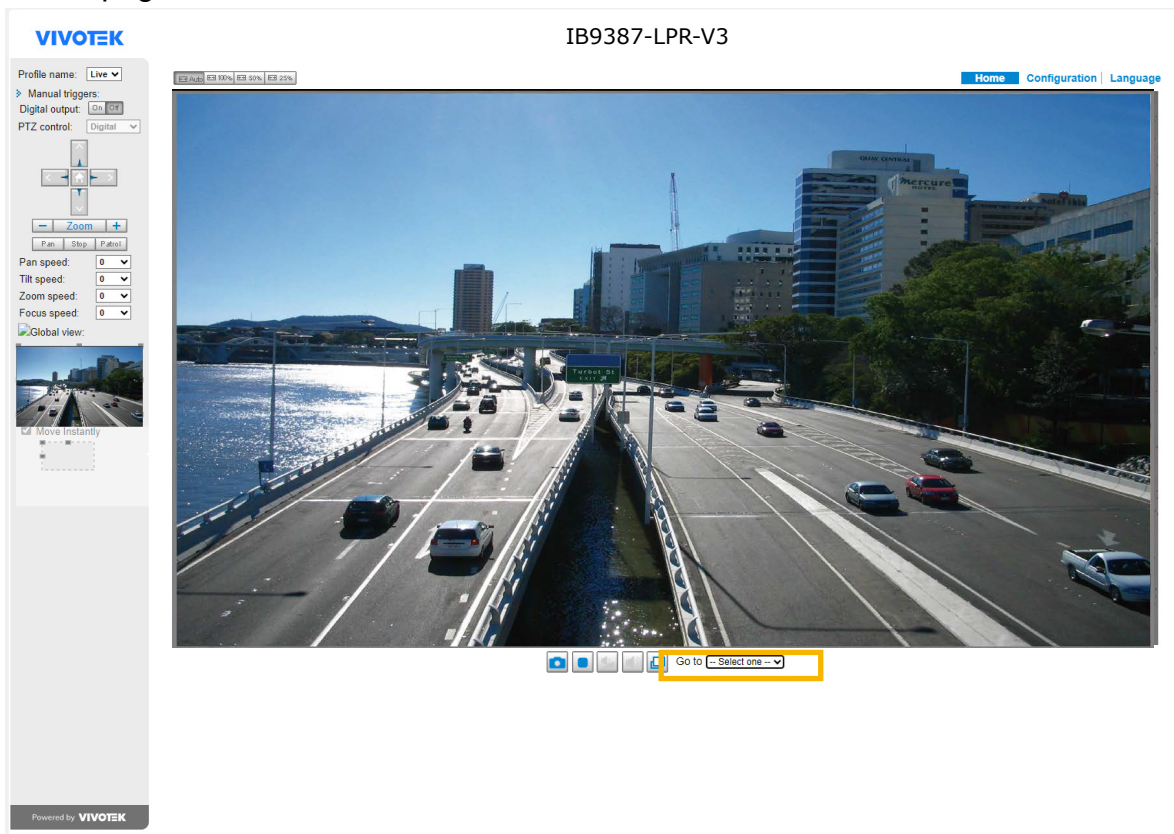 VIVOTEK
IB9387-LPR-V3
Profile name: Live
Manual triggers:
Digital output: On Off
PTZ control: Digital
Zoom
Pan Stop Patrol
Pan speed: 0
Tilt speed: 0
Zoom speed: 0
Focus speed: 0
Global view:
Move Instantly
Auto 100% 50% 25%
Home Configuration Language
QUAY CENTRAL
Mercure
HOTEL
Turbot St
EXIT
Go to -- Select one --
Powered by VIVOTEK